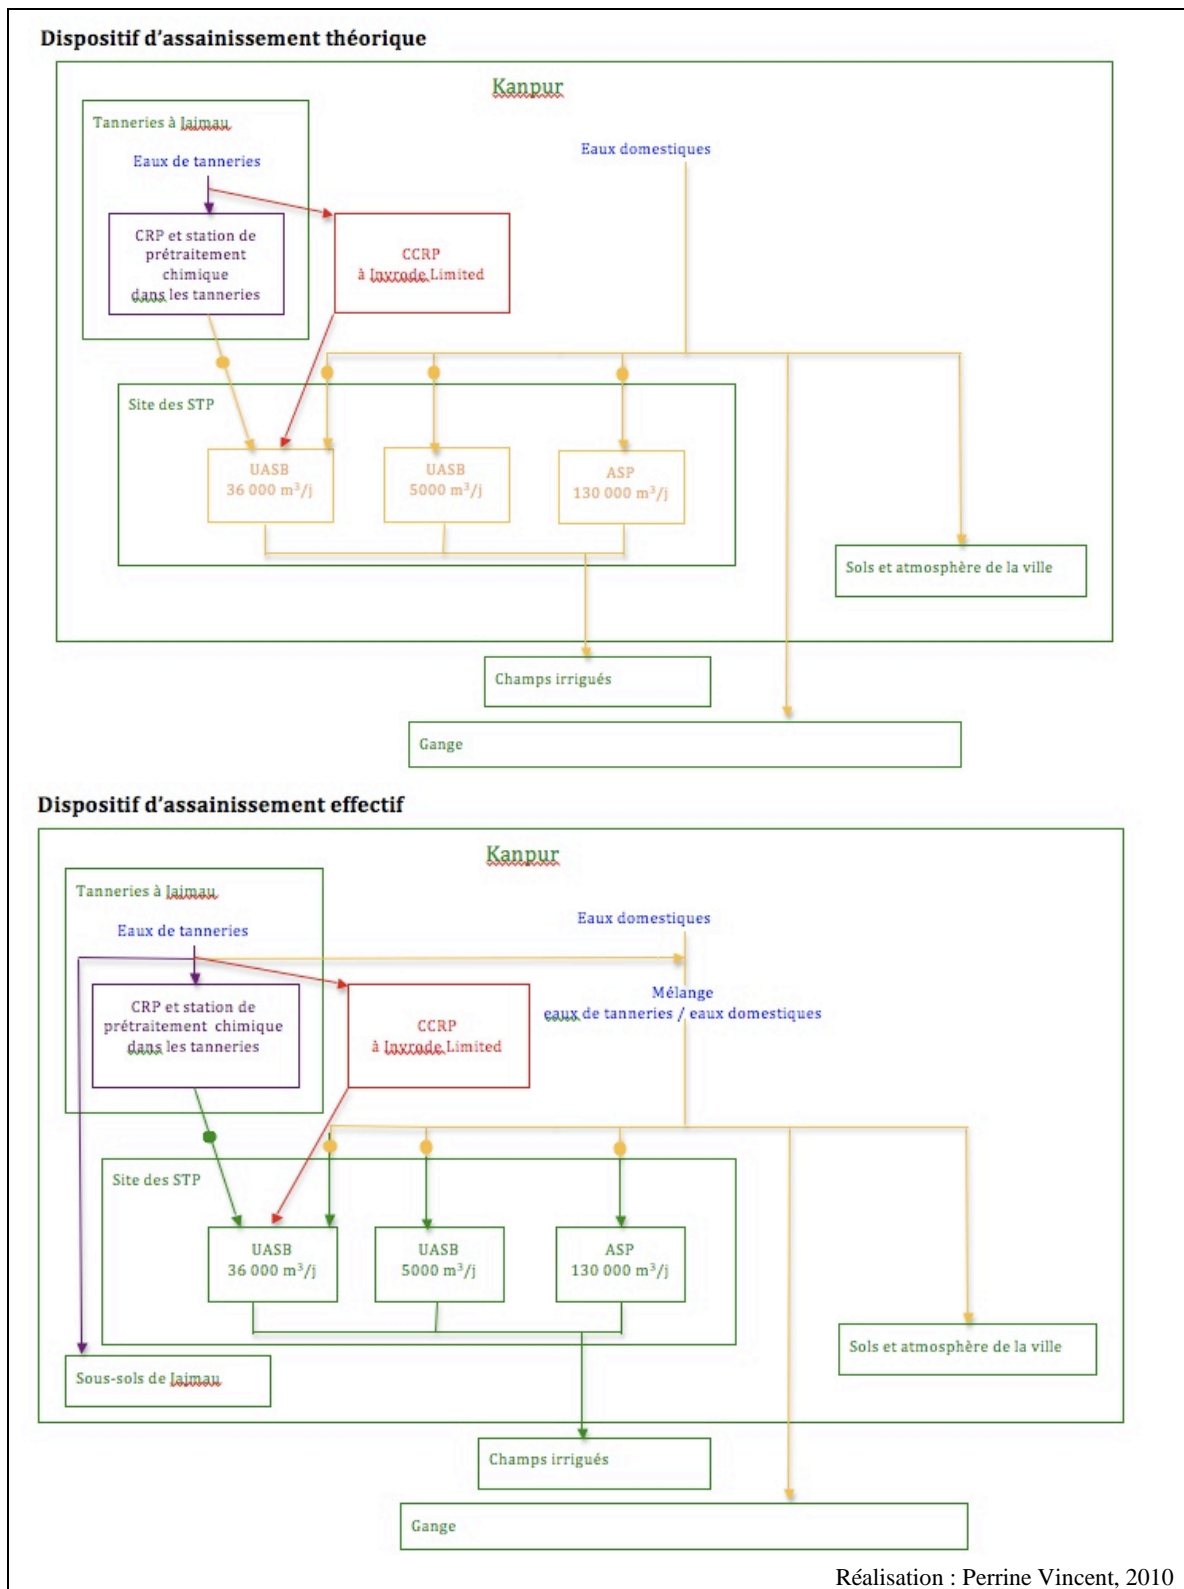 Dispositif d'assainissement théorique
Kanpur
Tanneries à Jajmau
Eaux de tanneries
Eaux domestiques
CRP et station de
prétraitement
chimique
dans les tanneries
CCRP
à Invrode Limited
Site des STP
UASB
36 000 m³/j
UASB
5000 m³/j
ASP
130 000 m³/j
Sols et atmosphère de la ville
Champs irrigués
Gange
Dispositif d'assainissement effectif
Kanpur
Tanneries à Jajmau
Eaux de tanneries
Eaux domestiques
Mélange
eaux de tanneries / eaux domestiques
CRP et station de
prétraitement chimique
dans les tanneries
CCRP
à Invrode Limited
Site des STP
UASB
36 000 m³/j
UASB
5000 m³/j
ASP
130 000 m³/j
Sols et atmosphère de la ville
Sous-sols de Jajmau
Champs irrigués
Gange
Réalisation : Perrine Vincent, 2010